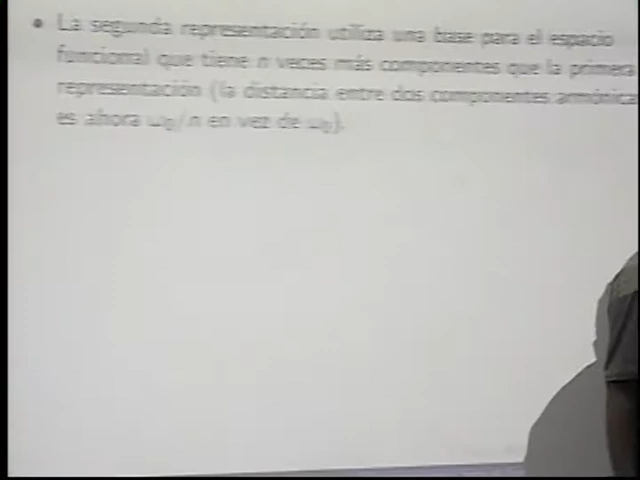 • La segunda representación utiliza una base para el espacio
funcional que tiene n veces más componentes que la primera
representación (la distancia entre dos componentes armónica
es ahora ω₀/n en vez de ω₀).